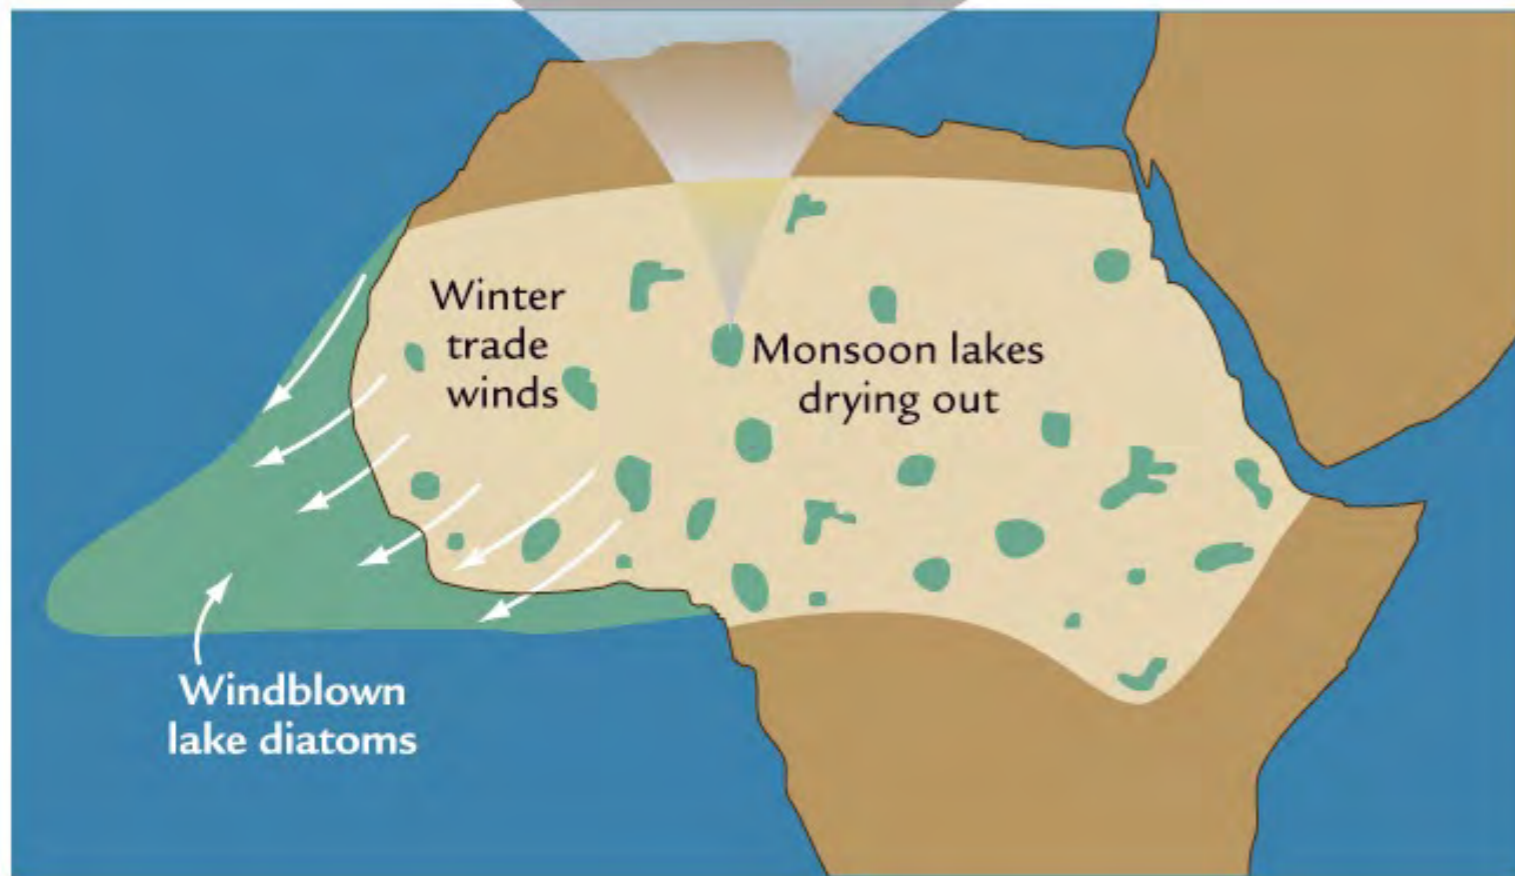 Winter
trade
winds
Monsoon lakes
drying out
Windblown
lake diatoms